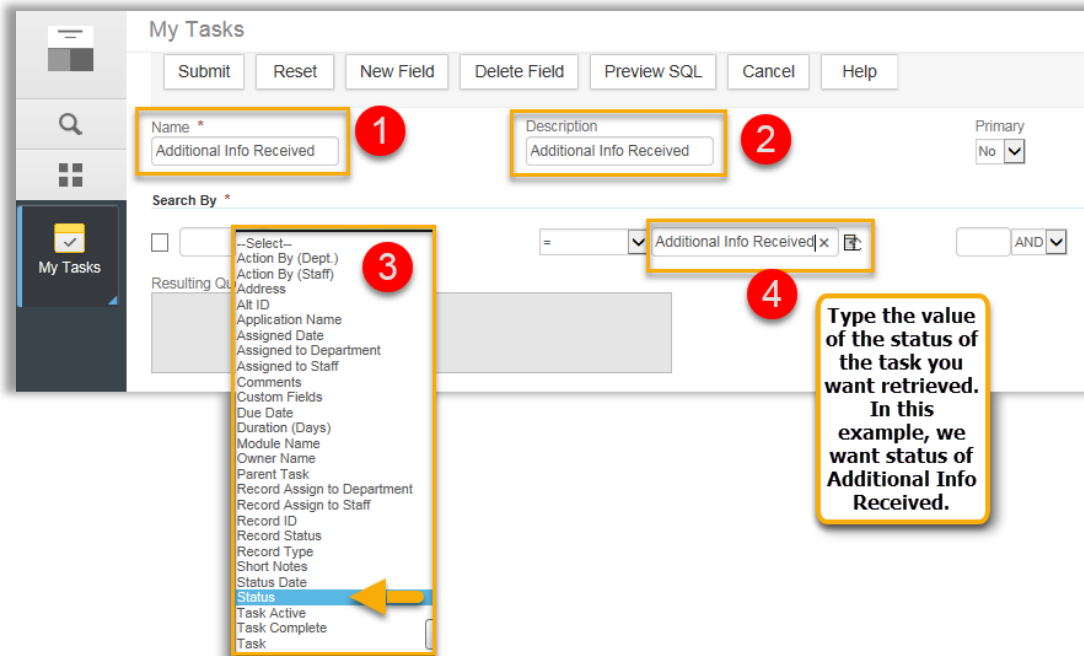 My Tasks
Submit Reset New Field Delete Field Preview SQL Cancel Help
Name * Description Primary
1 2
Additional Info Received Additional Info Received No
Search By *
= Additional Info Received × AND
My Tasks
Resulting Qu
3
--Select--
Action By (Dept.)
Action By (Staff)
Address
Alt ID
Application Name
Assigned Date
Assigned to Department
Assigned to Staff
Comments
Custom Fields
Due Date
Duration (Days)
Module Name
Owner Name
Parent Task
Record Assign to Department
Record Assign to Staff
Record ID
Record Status
Record Type
Short Notes
Status Date
Status
Task Active
Task Complete
Task
4
Type the value
of the status of
the task you
want retrieved.
In this
example, we
want status of
Additional Info
Received.